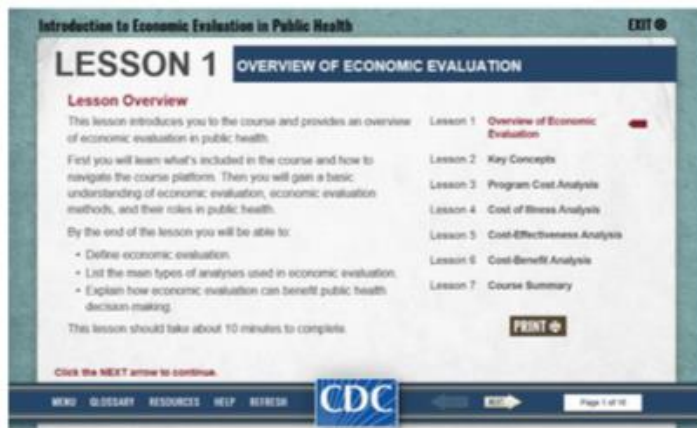 Introduction to Economic Evaluation in Public Health
EXIT
LESSON 1
OVERVIEW OF ECONOMIC EVALUATION
Lesson Overview
This lesson introduces you to the course and provides an overview
of economic evaluation in public health.
First you will learn what's included in the course and how to
navigate the course platform. Then you will gain a basic
understanding of economic evaluation, economic evaluation
methods, and their roles in public health.
By the end of the lesson you will be able to:
• Define economic evaluation.
• List the main types of analyses used in economic evaluation.
• Explain how economic evaluation can benefit public health
decision-making.
This lesson should take about 10 minutes to complete.
Lesson 1 Overview of Economic
Evaluation
Lesson 2 Key Concepts
Lesson 3 Program Cost Analysis
Lesson 4 Cost of Illness Analysis
Lesson 5 Cost-Effectiveness Analysis
Lesson 6 Cost-Benefit Analysis
Lesson 7 Course Summary
PRINT
Click the NEXT arrow to continue.
MENU GLOSSARY RESOURCES HELP REFRESH
CDC
NEXT
Page 1 of 16